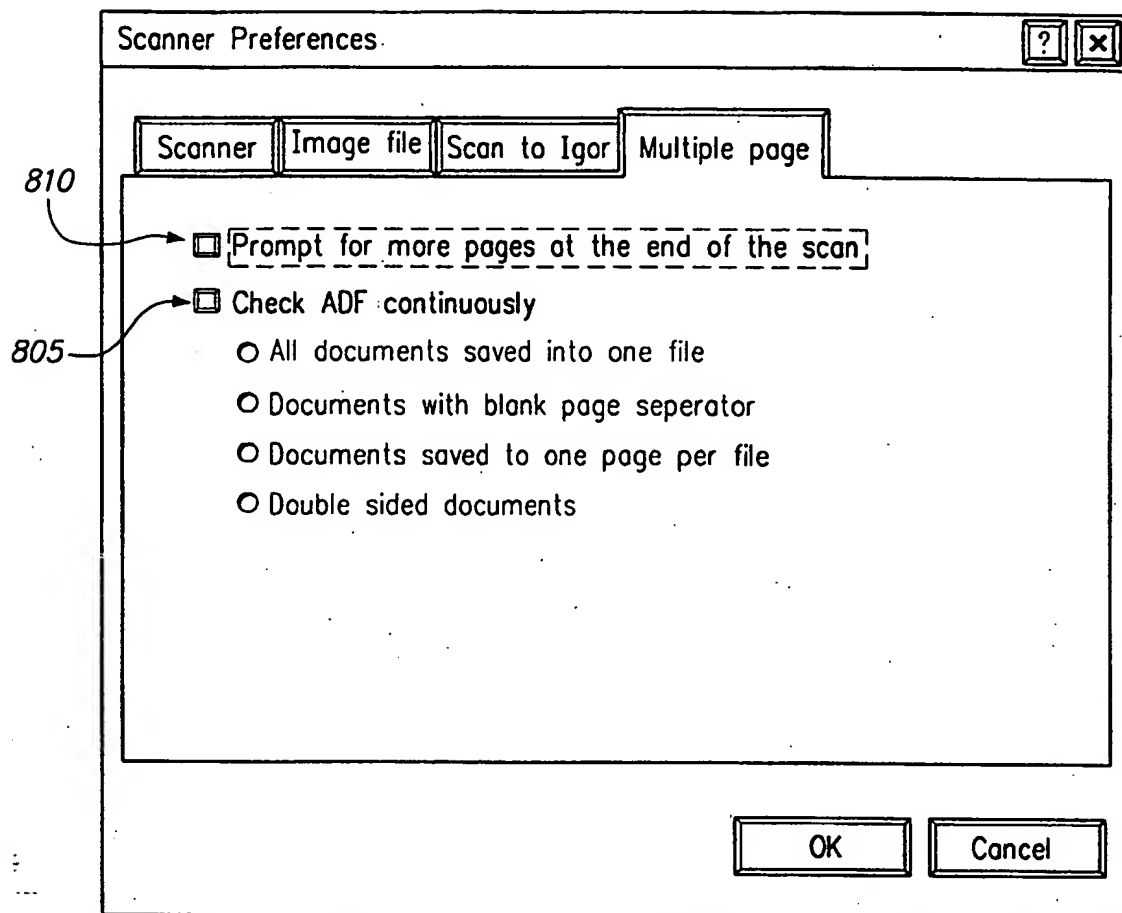 Scanner Preferences
? x
Scanner Image file Scan to Igor Multiple page
810
Prompt for more pages at the end of the scan
Check ADF continuously
805
All documents saved into one file
Documents with blank page seperator
Documents saved to one page per file
Double sided documents
OK Cancel